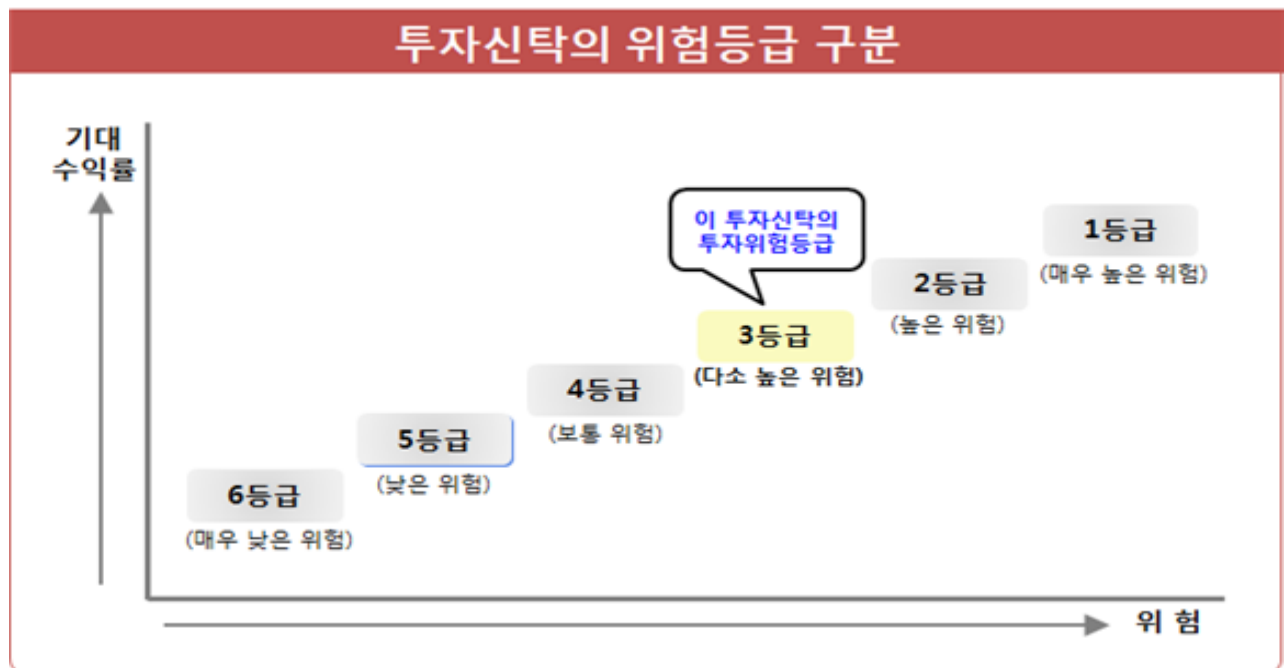 투자신탁의 위험등급 구분
기대
수익률
이 투자신탁의
투자위험등급
1등급
(매우 높은 위험)
2등급
(높은 위험)
3등급
(다소 높은 위험)
4등급
(보통 위험)
5등급
(낮은 위험)
6등급
(매우 낮은 위험)
위 험